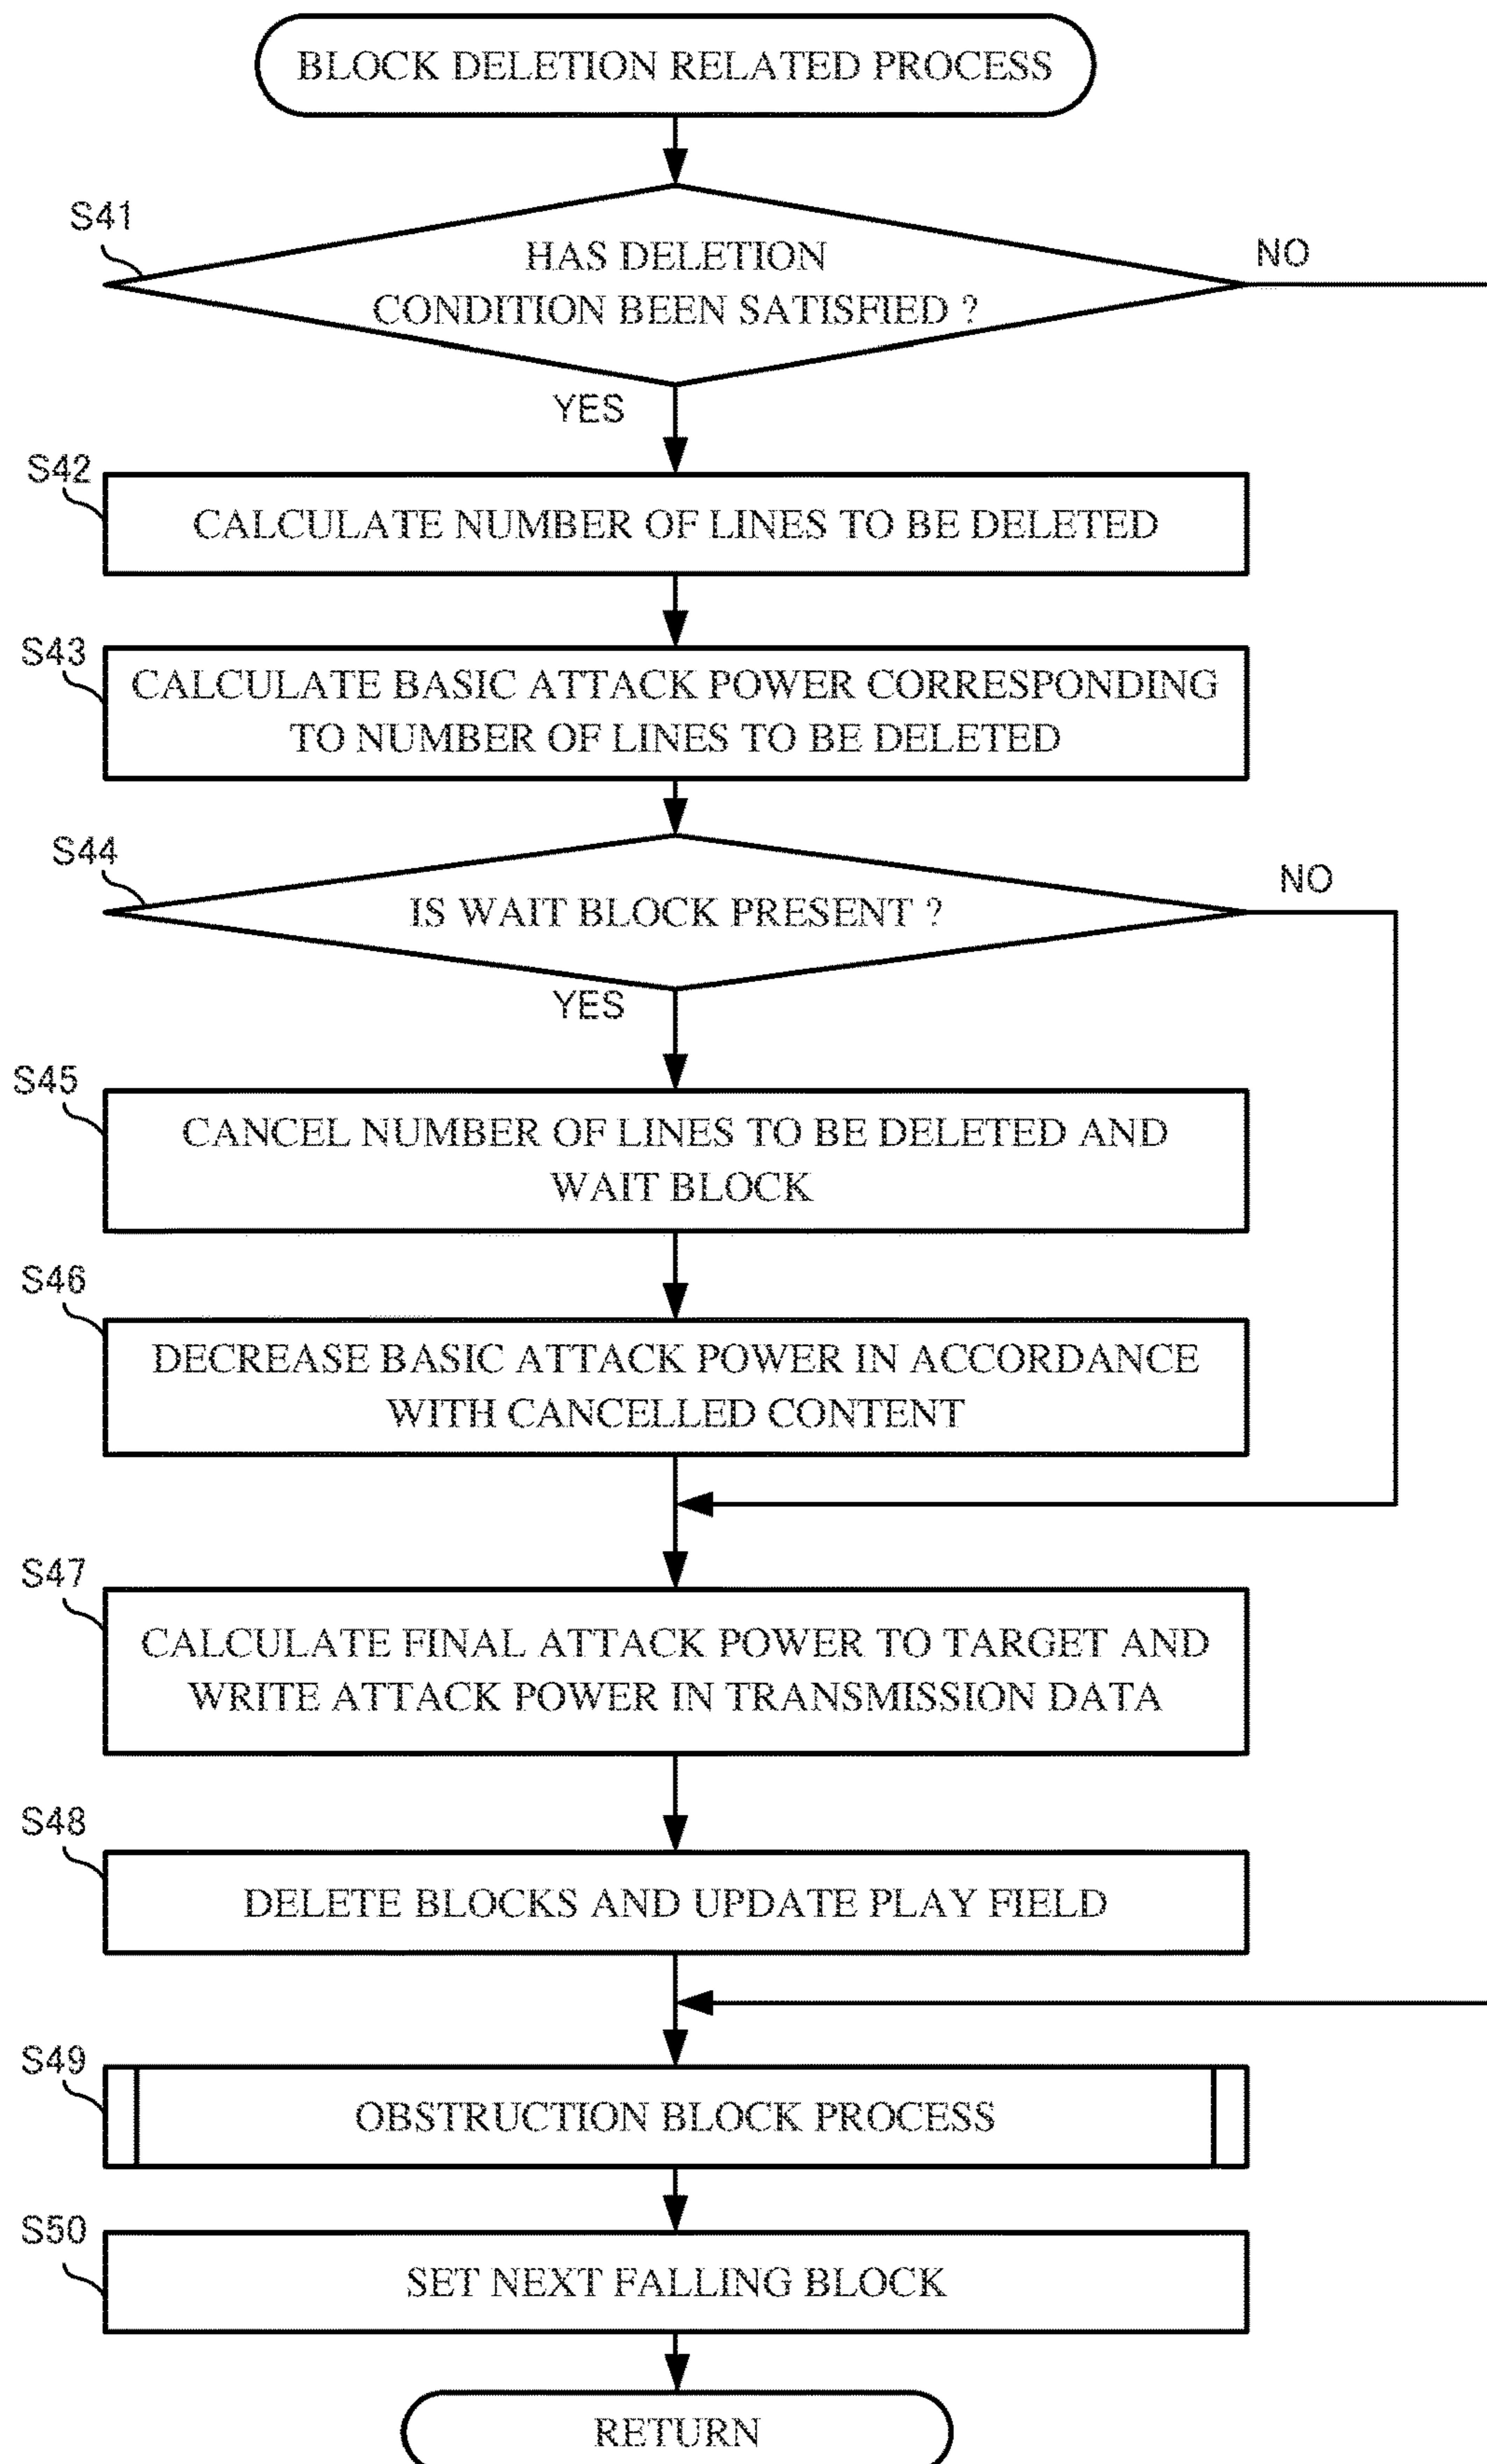 BLOCK DELETION RELATED PROCESS
S41
HAS DELETION
CONDITION BEEN SATISFIED ?
NO
YES
S42
CALCULATE NUMBER OF LINES TO BE DELETED
S43
CALCULATE BASIC ATTACK POWER CORRESPONDING
TO NUMBER OF LINES TO BE DELETED
S44
IS WAIT BLOCK PRESENT ?
NO
YES
S45
CANCEL NUMBER OF LINES TO BE DELETED AND
WAIT BLOCK
S46
DECREASE BASIC ATTACK POWER IN ACCORDANCE
WITH CANCELLED CONTENT
S47
CALCULATE FINAL ATTACK POWER TO TARGET AND
WRITE ATTACK POWER IN TRANSMISSION DATA
S48
DELETE BLOCKS AND UPDATE PLAY FIELD
S49
OBSTRUCTION BLOCK PROCESS
S50
SET NEXT FALLING BLOCK
RETURN